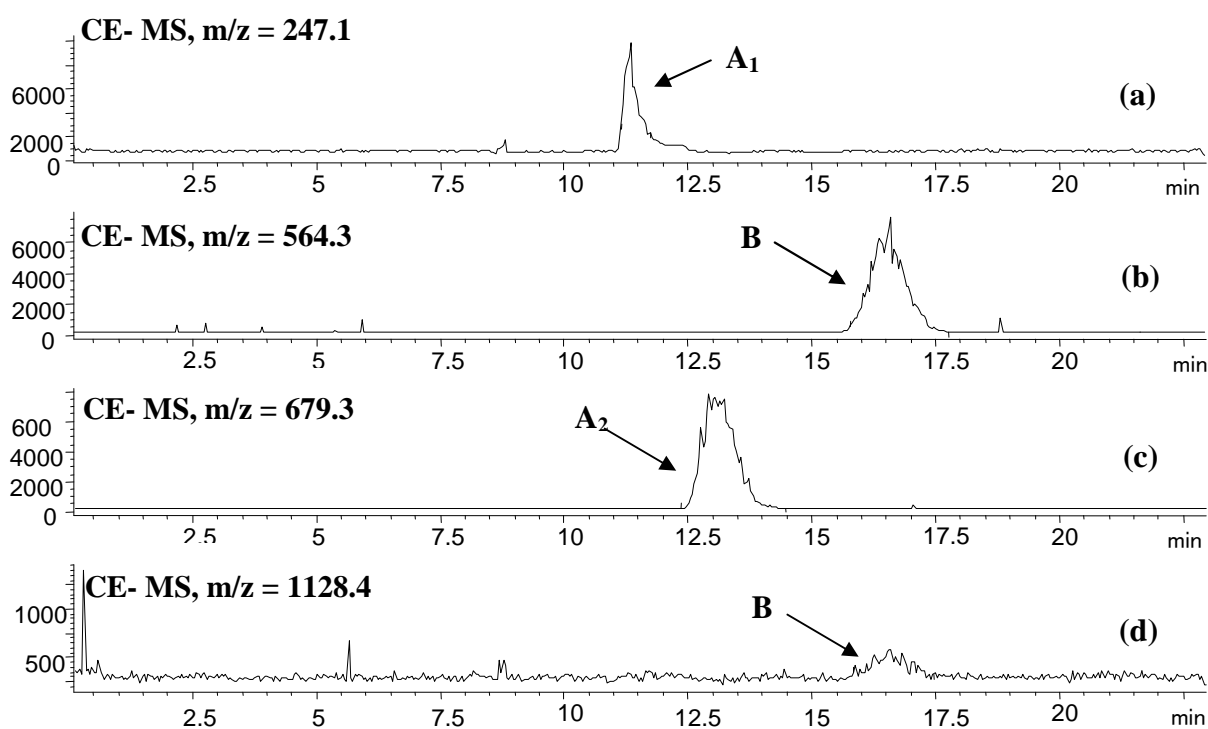 CE- MS, m/z = 247.1
A₁
(a)
6000
2000
0
2.5 5 7.5 10 12.5 15 17.5 20 min
CE- MS, m/z = 564.3
B
(b)
6000
4000
2000
0
2.5 5 7.5 10 12.5 15 17.5 20 min
CE- MS, m/z = 679.3
A₂
(c)
600
4000
2000
0
5 7.5 10 12.5 15 17.5 20 min
CE- MS, m/z = 1128.4
B
(d)
1000
500
2.5 5 7.5 10 12.5 15 17.5 20 min